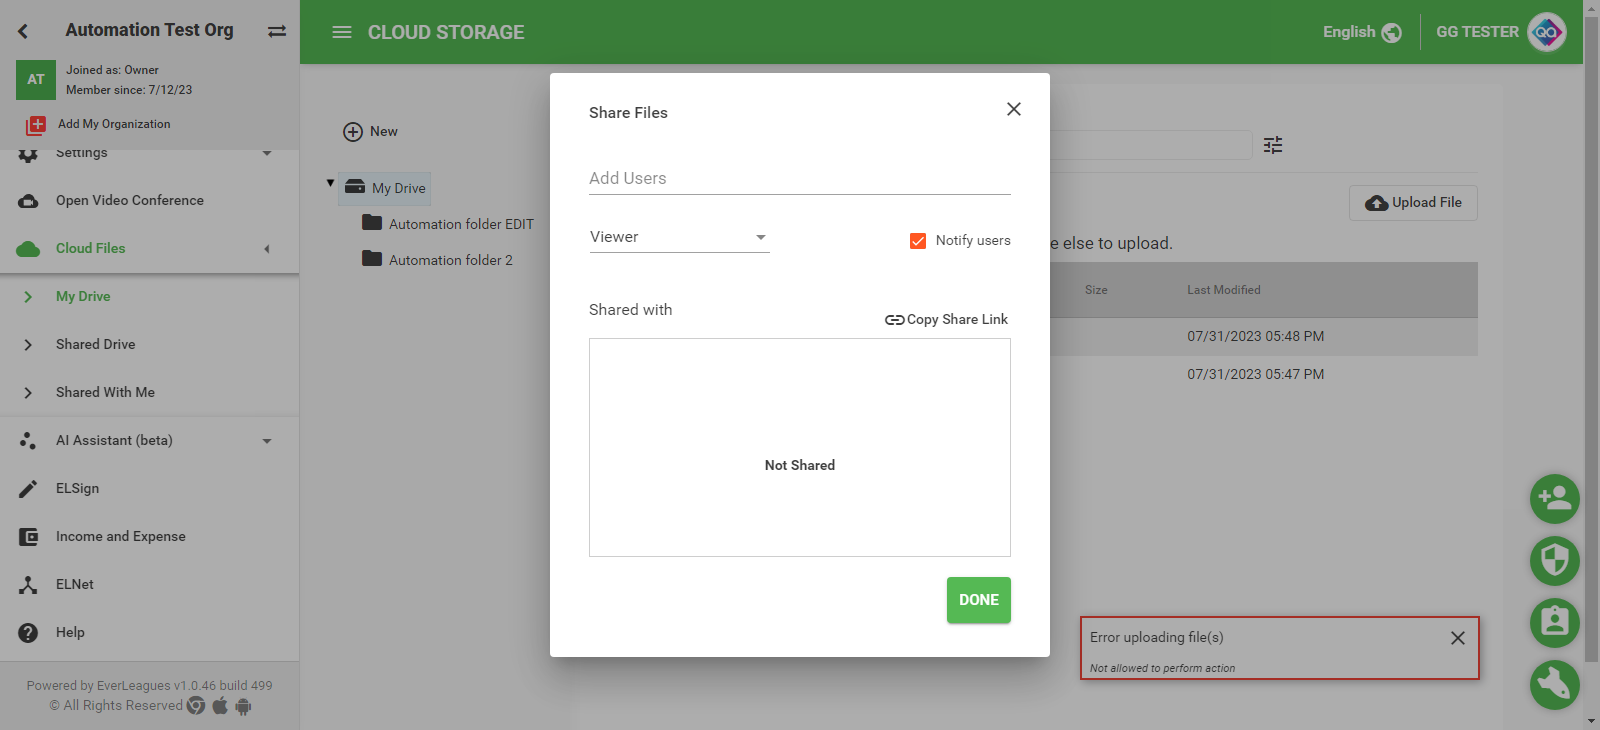 Automation Test Org
AT
Joined as: Owner
Member since: 7/12/23
Add My Organization
Settings
Open Video Conference
Cloud Files
My Drive
Shared Drive
Shared With Me
AI Assistant (beta)
ELSign
Income and Expense
ELNet
Help
Powered by EverLeagues v1.0.46 build 499
© All Rights Reserved
CLOUD STORAGE
English
GG TESTER
QA
New
My Drive
Automation folder EDIT
Automation folder 2
Share Files
Add Users
Viewer
Notify users
Shared with
Copy Share Link
Not Shared
DONE
Upload File
e else to upload.
Size
Last Modified
07/31/2023 05:48 PM
07/31/2023 05:47 PM
Error uploading file(s)
Not allowed to perform action